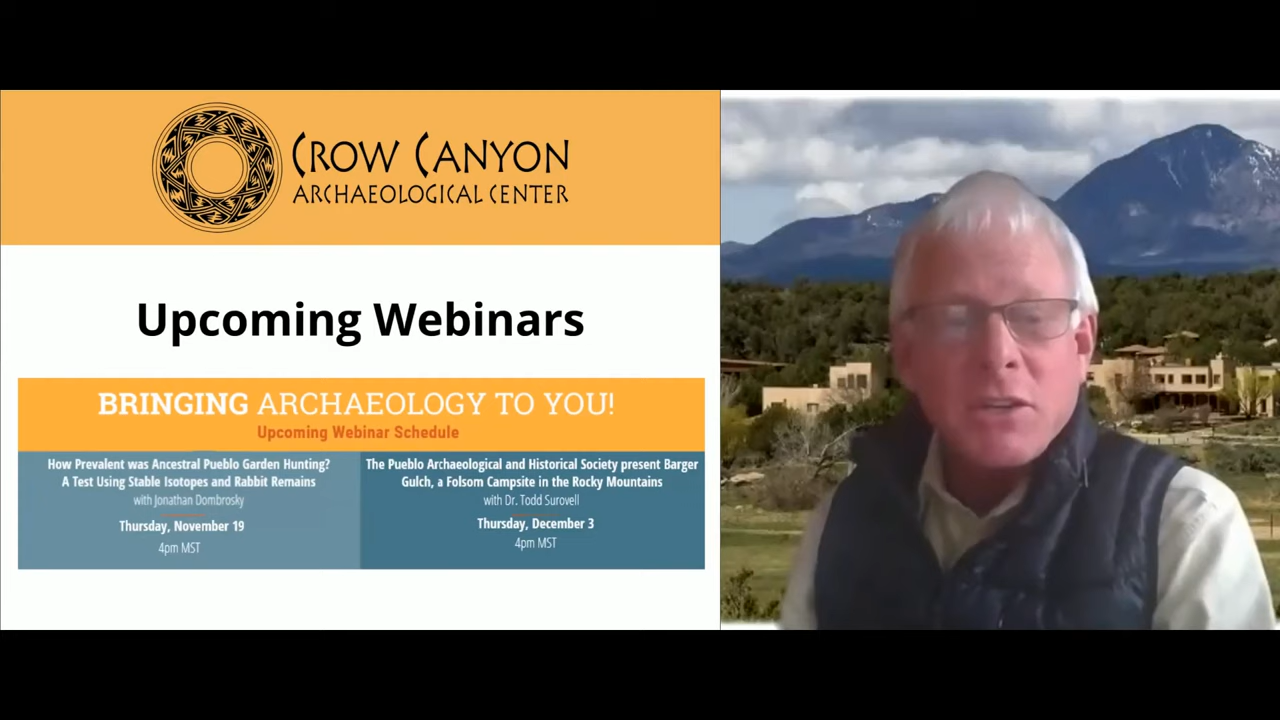 CROW CANYON
ARCHAEOLOGICAL CENTER
Upcoming Webinars
BRINGING ARCHAEOLOGY TO YOU!
Upcoming Webinar Schedule
How Prevalent was Ancestral Pueblo Garden Hunting?
A Test Using Stable Isotopes and Rabbit Remains
with Jonathan Dombrosky
Thursday, November 19
4pm MST
The Pueblo Archaeological and Historical Society present Barger
Gulch, a Folsom Campsite in the Rocky Mountains
with Dr. Todd Surovell
Thursday, December 3
4pm MST